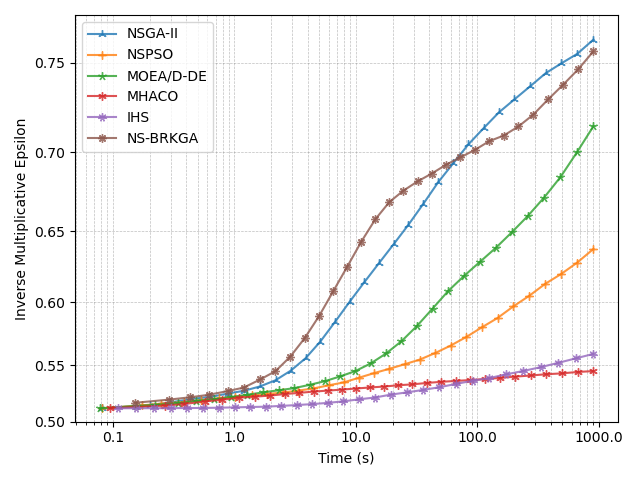 NSGA-II
NSPSO
MOEA/D-DE
MHACO
IHS
NS-BRKGA
Inverse Multiplicative Epsilon
0.75
0.70
0.65
0.60
0.55
0.50
0.1 1.0 10.0 100.0 1000.0
Time (s)